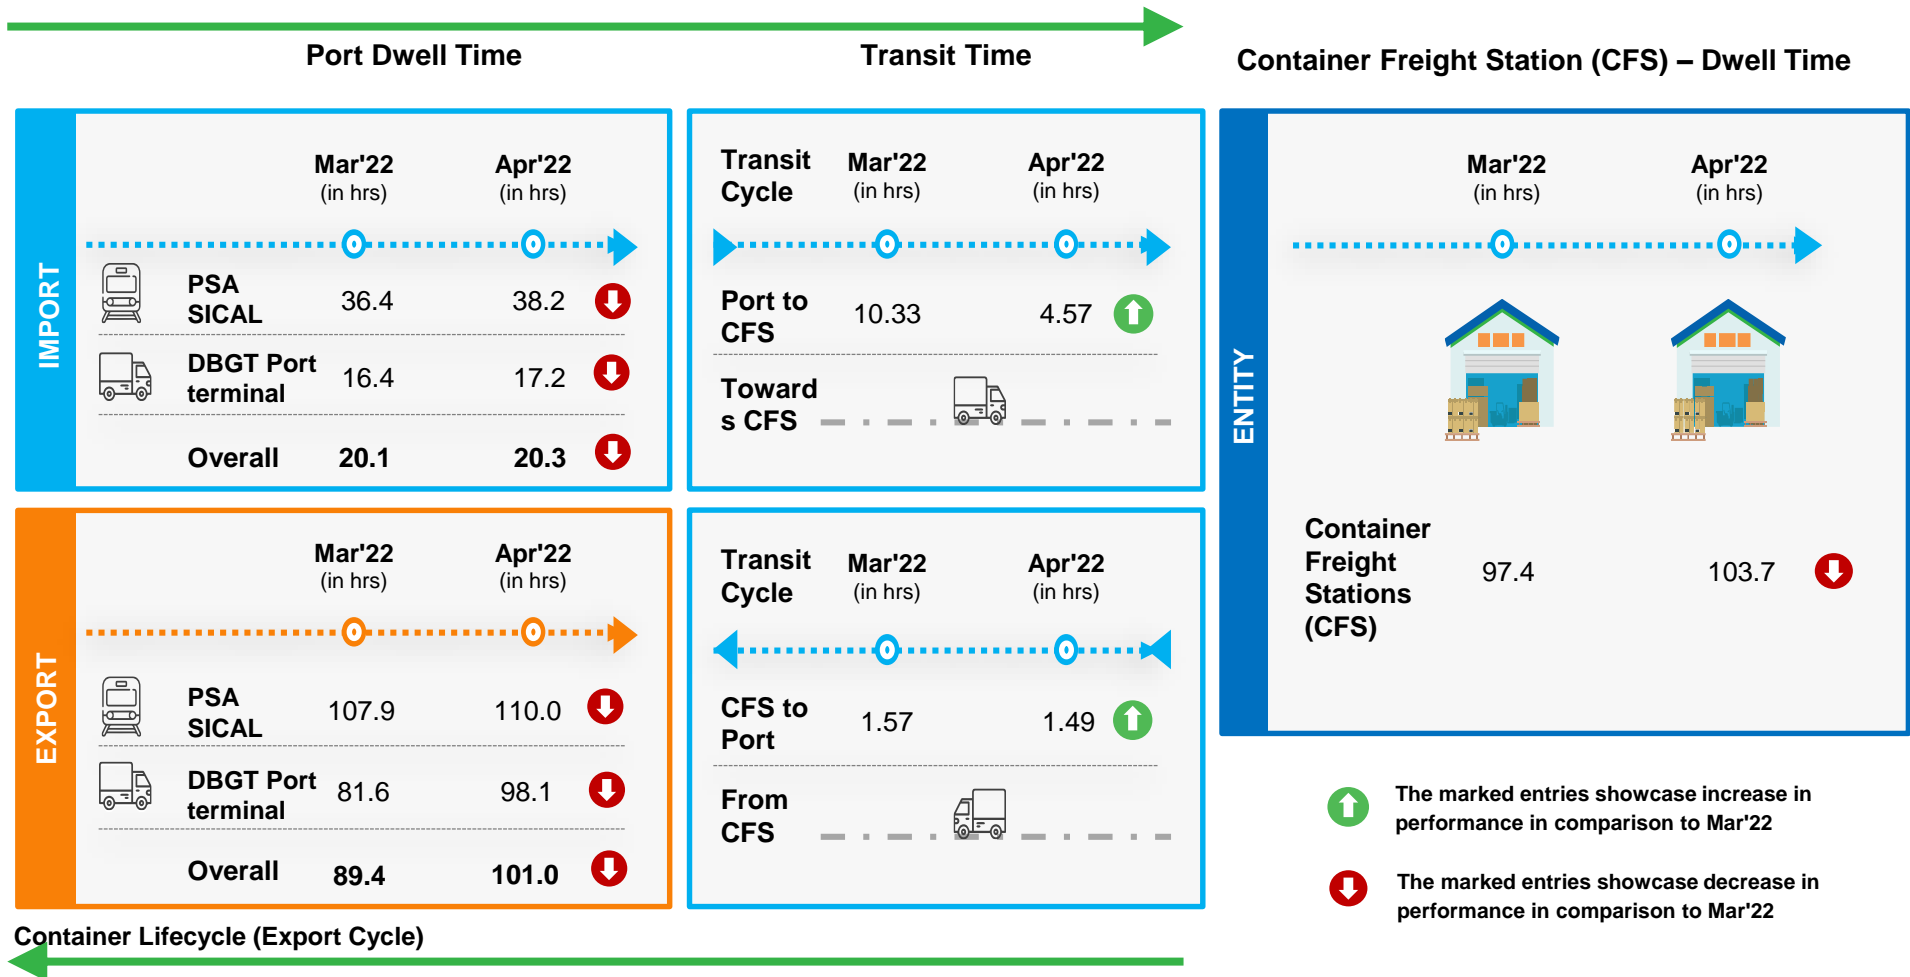 Port Dwell Time
Transit Time
Container Freight Station (CFS) – Dwell Time
IMPORT
Mar'22
(in hrs)
Apr'22
(in hrs)
PSA
SICAL
36.4
38.2
DBGT Port
terminal
16.4
17.2
Overall
20.1
20.3
Transit
Cycle
Mar'22
(in hrs)
Apr'22
(in hrs)
Port to
CFS
10.33
4.57
Toward
s CFS
ENTITY
Mar'22
(in hrs)
Apr'22
(in hrs)
Container
Freight
Stations
(CFS)
97.4
103.7
EXPORT
Mar'22
(in hrs)
Apr'22
(in hrs)
PSA
SICAL
107.9
110.0
DBGT Port
terminal
81.6
98.1
Overall
89.4
101.0
Transit
Cycle
Mar'22
(in hrs)
Apr'22
(in hrs)
CFS to
Port
1.57
1.49
From
CFS
The marked entries showcase increase in
performance in comparison to Mar'22
The marked entries showcase decrease in
performance in comparison to Mar'22
Container Lifecycle (Export Cycle)